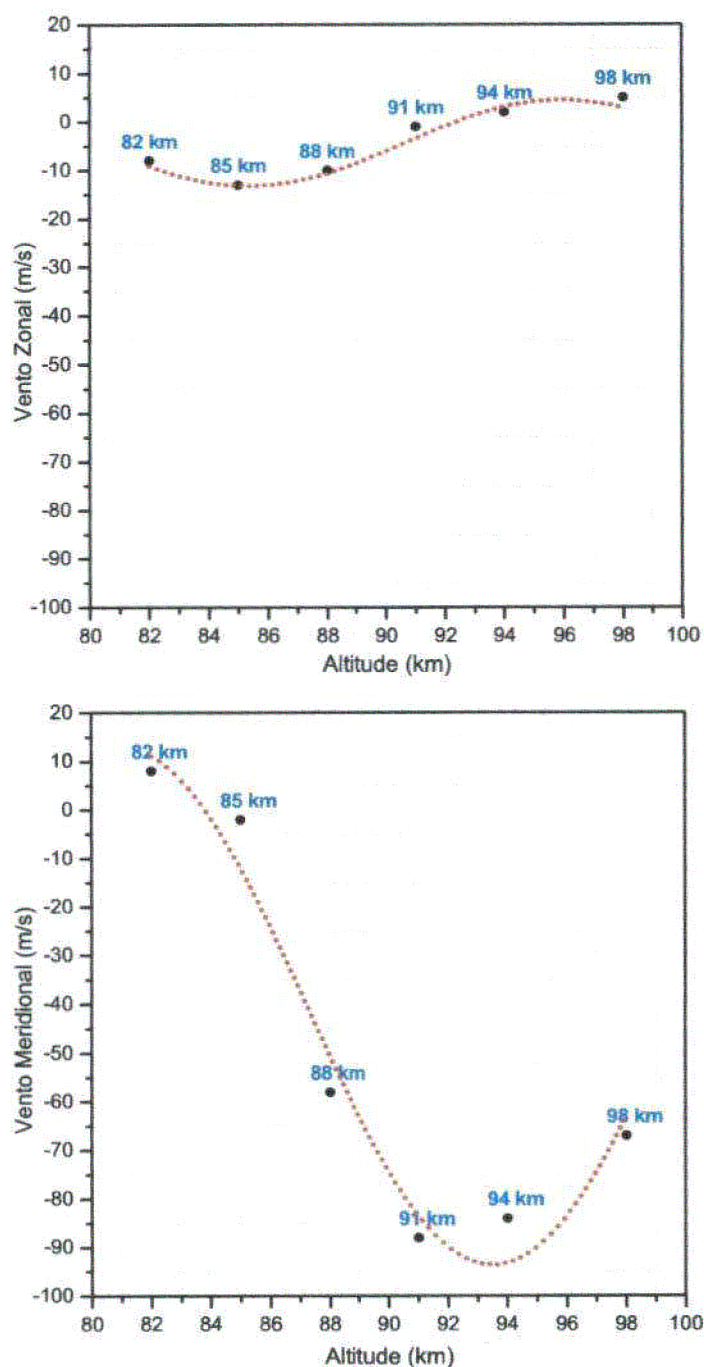 20
10
0
-10
-20
-30
-40
-50
-60
-70
-80
-90
-100
Vento Zonal (m/s)
82 km
85 km
88 km
91 km
94 km
98 km
80 82 84 86 88 90 92 94 96 98 100
Altitude (km)
20
10
0
-10
-20
-30
-40
-50
-60
-70
-80
-90
-100
Vento Meridional (m/s)
82 km
85 km
88 km
91 km
94 km
98 km
80 82 84 86 88 90 92 94 96 98 100
Altitude (km)